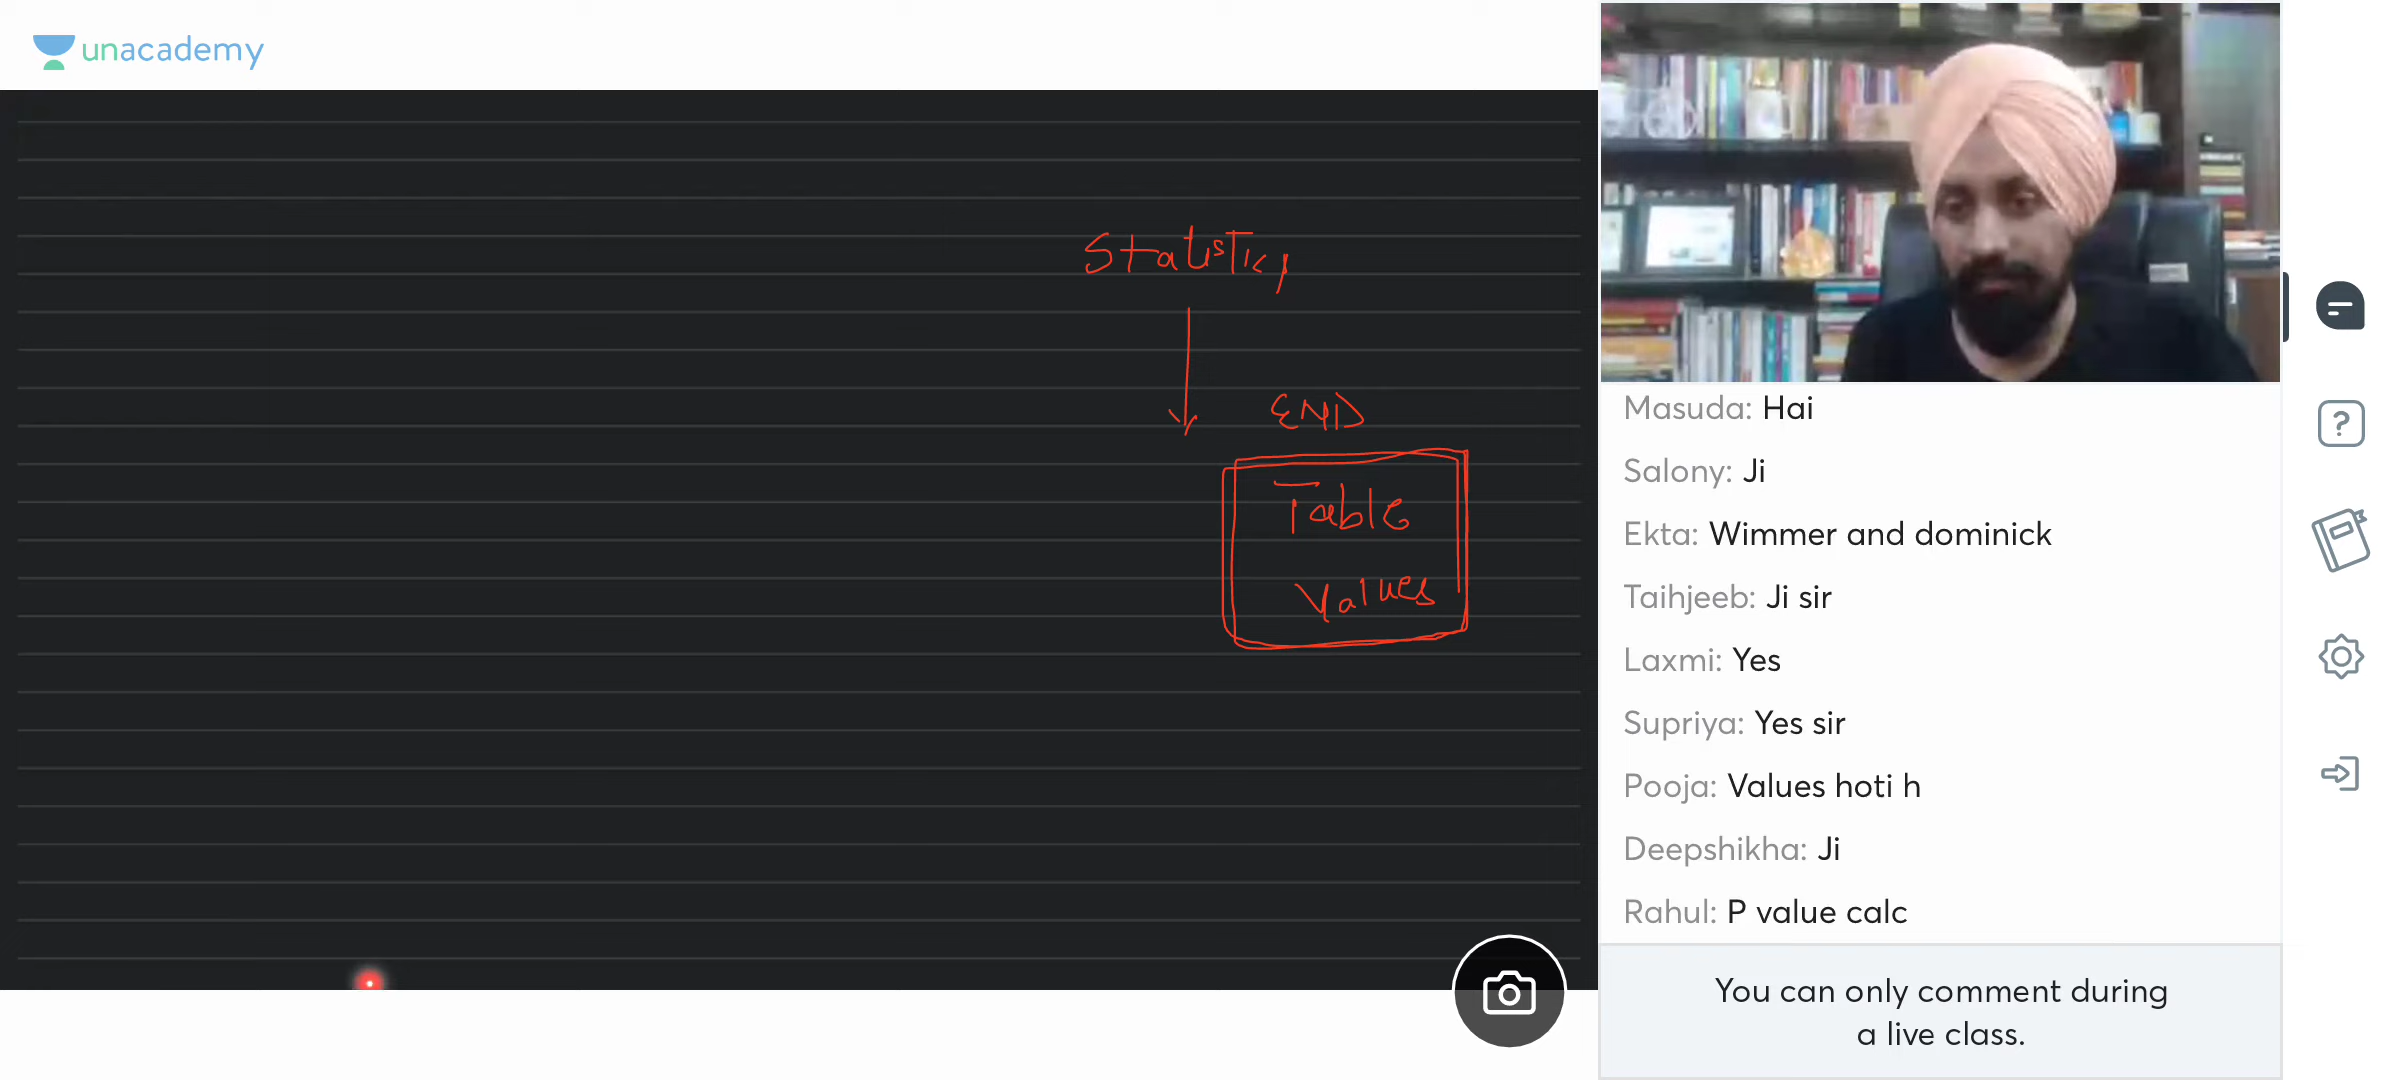 unacademy
Statistics
END
Table
Values
Masuda: Hai
Salony: Ji
Ekta: Wimmer and dominick
Taihjeeb: Ji sir
Laxmi: Yes
Supriya: Yes sir
Pooja: Values hoti h
Deepshikha: Ji
Rahul: P value calc
You can only comment during
a live class.